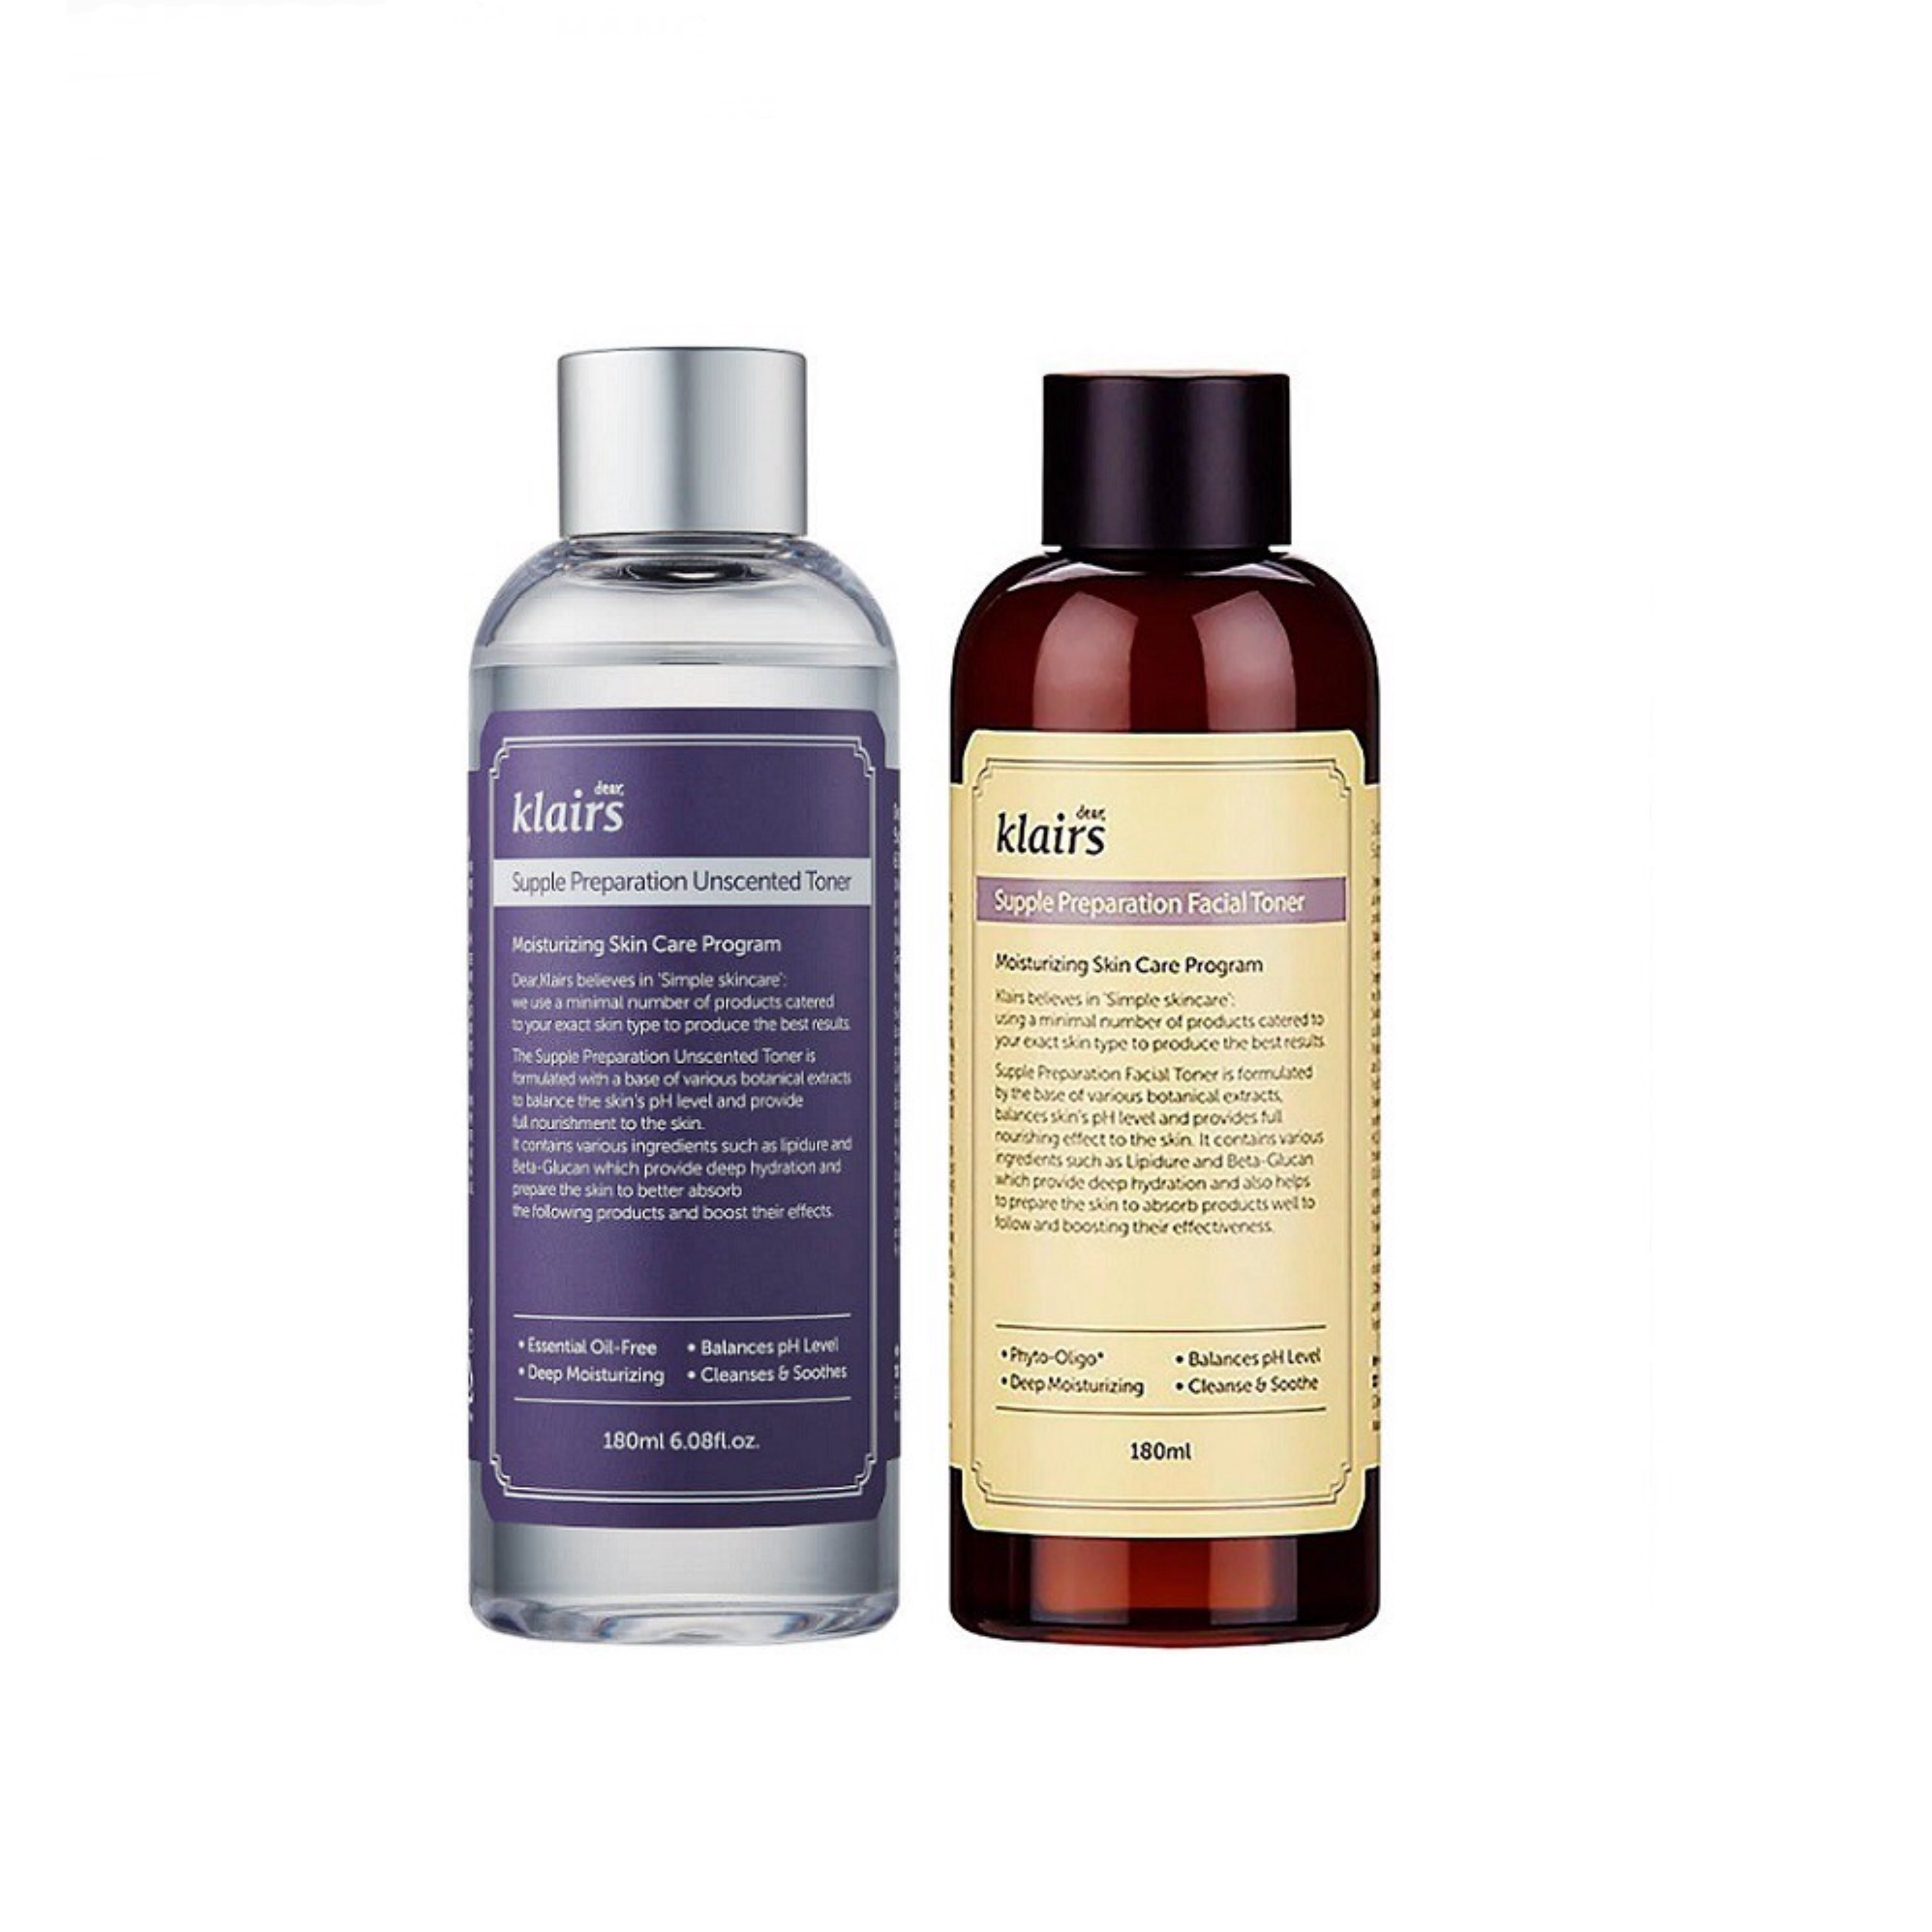 dear,
klairs
Supple Preparation Unscented Toner
Moisturizing Skin Care Program
Dear,Klairs believes in 'Simple skincare':
we use a minimal number of products catered
to your exact skin type to produce the best results.
The Supple Preparation Unscented Toner is
formulated with a base of various botanical extracts
to balance the skin's pH level and provide
full nourishment to the skin.
It contains various ingredients such as lipidure and
Beta-Glucan which provide deep hydration and
prepare the skin to better absorb
the following products and boost their effects.
• Essential Oil-Free • Balances pH Level
• Deep Moisturizing • Cleanses & Soothes
180ml 6.08fl.oz.
dear,
klairs
Supple Preparation Facial Toner
Moisturizing Skin Care Program
Klairs believes in 'Simple skincare':
using a minimal number of products catered to
your exact skin type to produce the best results.
Supple Preparation Facial Toner is formulated
by the base of various botanical extracts,
balances skin's pH level and provides full
nourishing effect to the skin. It contains various
ingredients such as Lipidure and Beta-Glucan
which provide deep hydration and also helps
to prepare the skin to absorb products well to
follow and boosting their effectiveness.
• Phyto-Oligo* • Balances pH Level
• Deep Moisturizing • Cleanse & Soothe
180ml